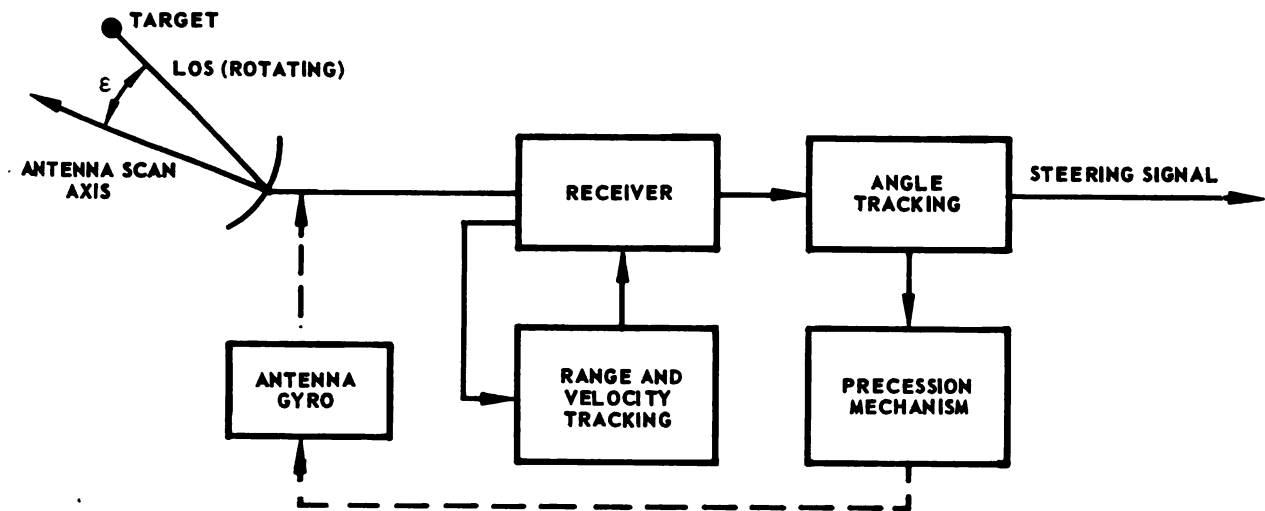 TARGET
LOS (ROTATING)
ε
ANTENNA SCAN
AXIS
RECEIVER
ANGLE
TRACKING
STEERING SIGNAL
ANTENNA
GYRO
RANGE AND
VELOCITY
TRACKING
PRECESSION
MECHANISM